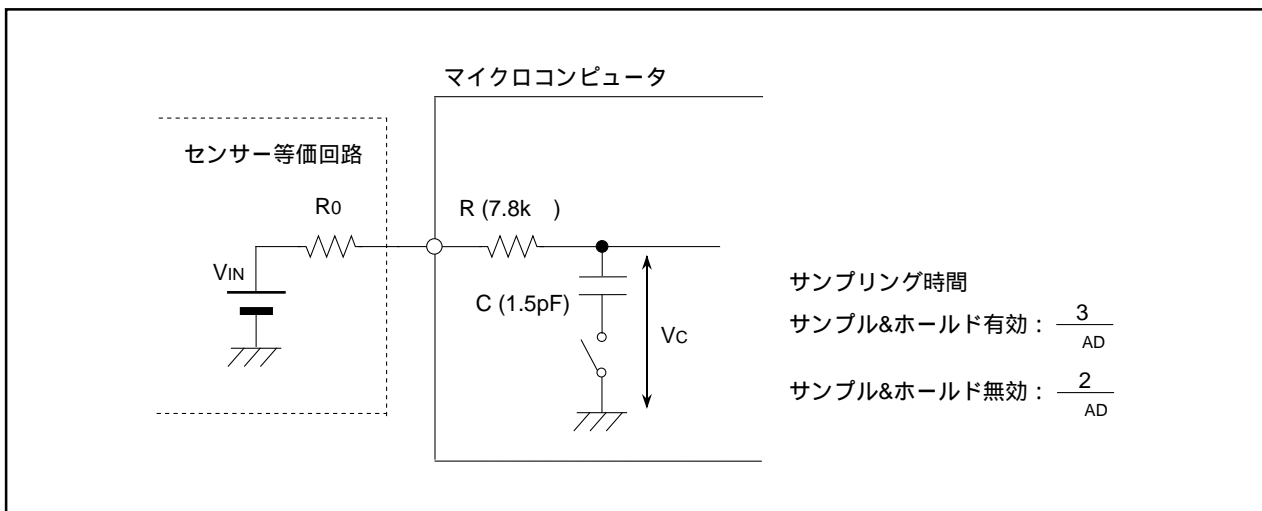 マイクロコンピュータ
センサー等価回路
R0
R (7.8k )
VIN
C (1.5pF)
VC
サンプリング時間
サンプル&ホールド有効 : 3
AD
サンプル&ホールド無効 : 2
AD